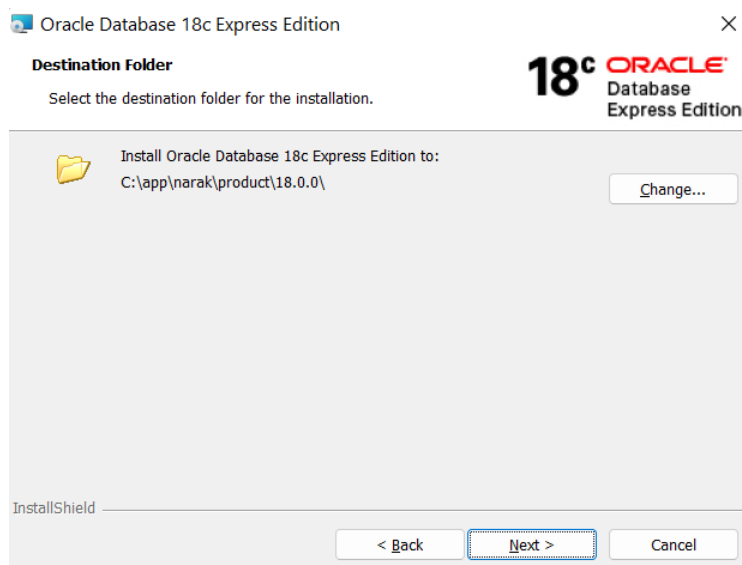 Oracle Database 18c Express Edition
Destination Folder
Select the destination folder for the installation.
18c ORACLE
Database
Express Edition
Install Oracle Database 18c Express Edition to:
C:\app\narak\product\18.0.0\
Change...
InstallShield
< Back
Next >
Cancel